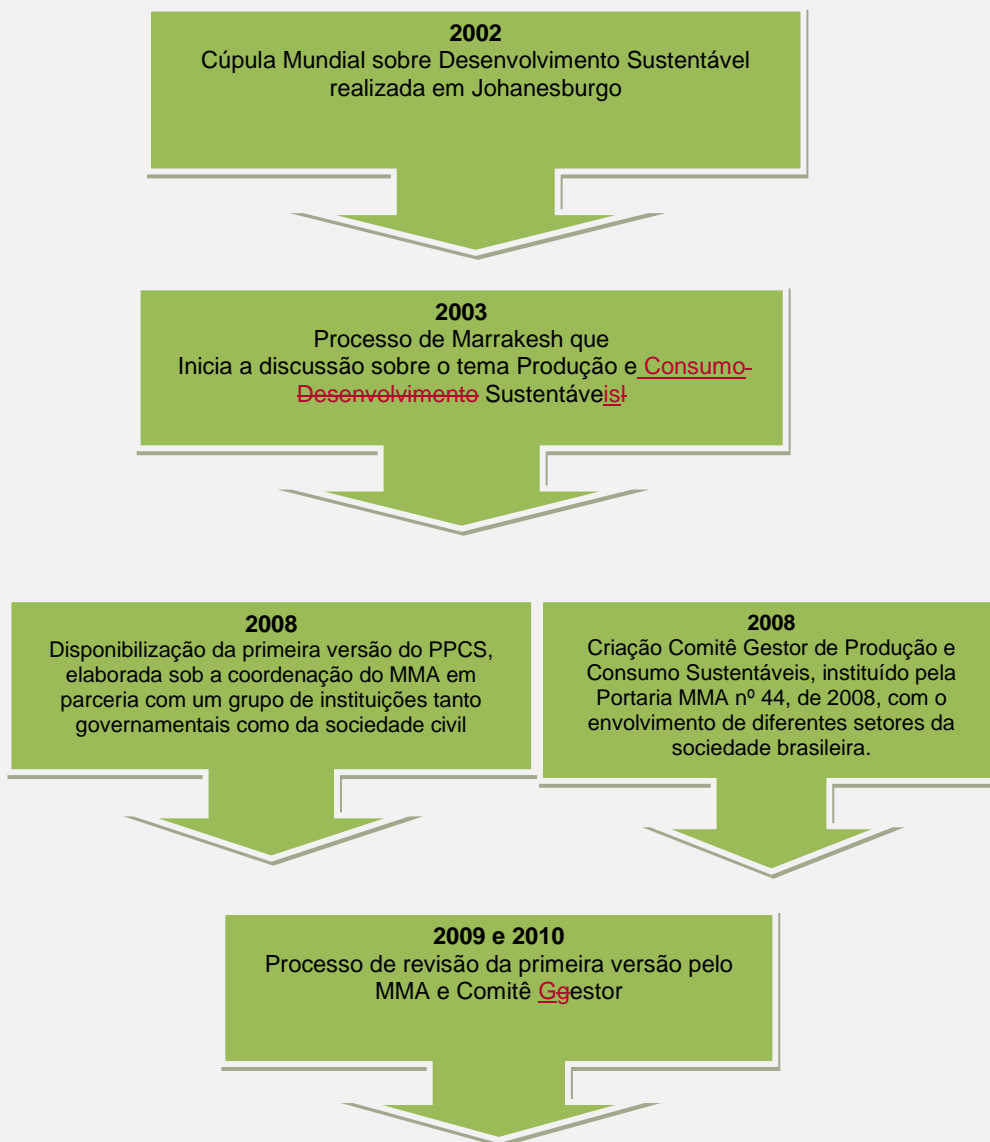 2002
Cúpula Mundial sobre Desenvolvimento Sustentável
realizada em Johanesburgo
2003
Processo de Marrakesh que
Inicia a discussão sobre o tema Produção e Consumo
Desenvolvimento Sustentáveisl
2008
Disponibilização da primeira versão do PPCS,
elaborada sob a coordenação do MMA em
parceria com um grupo de instituições tanto
governamentais como da sociedade civil
2008
Criação Comitê Gestor de Produção e
Consumo Sustentáveis, instituído pela
Portaria MMA nº 44, de 2008, com o
envolvimento de diferentes setores da
sociedade brasileira.
2009 e 2010
Processo de revisão da primeira versão pelo
MMA e Comitê Ggestor